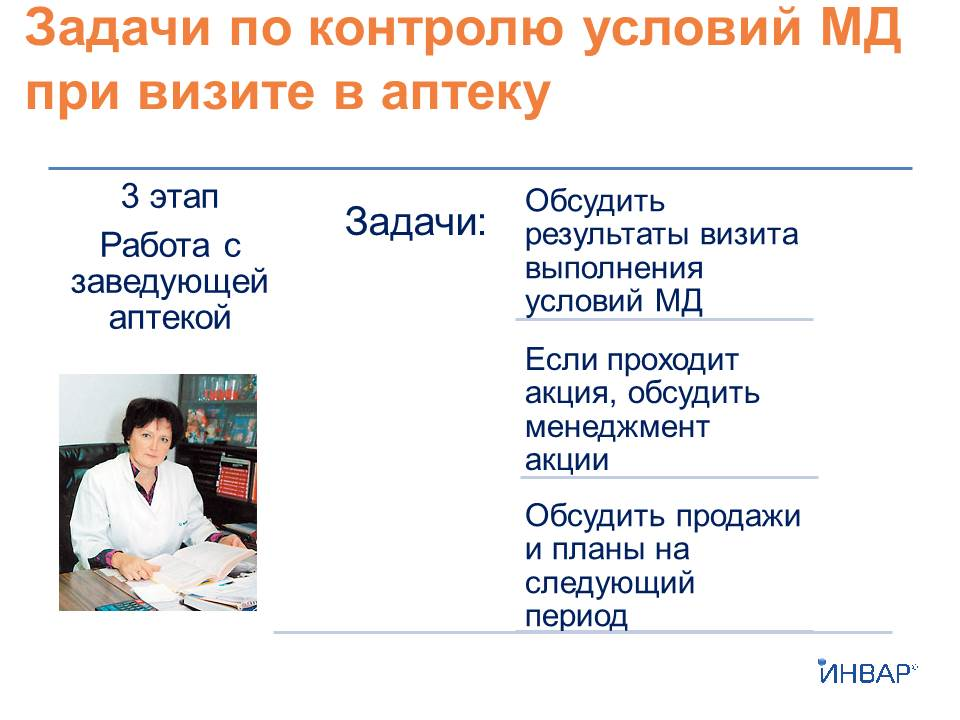 Задачи по контролю условий МД
при визите в аптеку
3 этап
Работа с
заведующей
аптекой
Задачи:
Обсудить
результаты визита
выполнения
условий МД
Если проходит
акция, обсудить
менеджмент
акции
Обсудить продажи
и планы на
следующий
период
ИНВАР